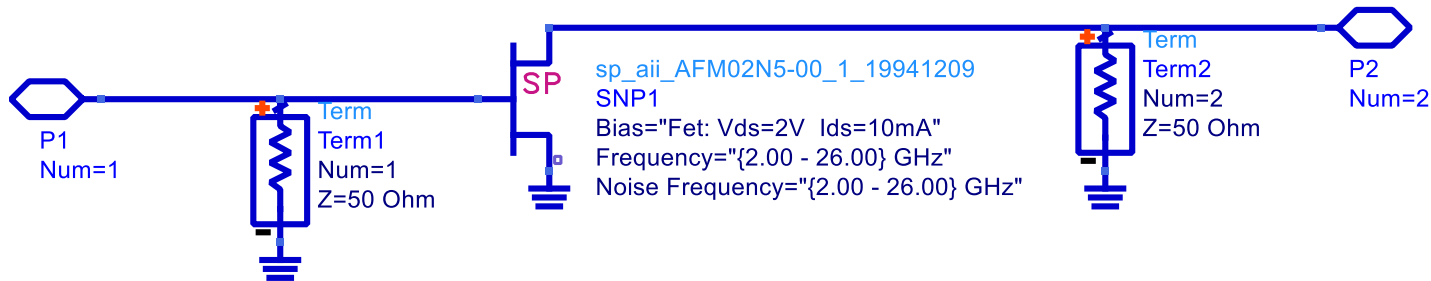 P1
Num=1
Term
Term1
Num=1
Z=50 Ohm
SP
sp_aii_AFM02N5-00_1_19941209
SNP1
Bias="Fet: Vds=2V  Ids=10mA"
Frequency="{2.00 - 26.00} GHz"
Noise Frequency="{2.00 - 26.00} GHz"
Term
Term2
Num=2
Z=50 Ohm
P2
Num=2